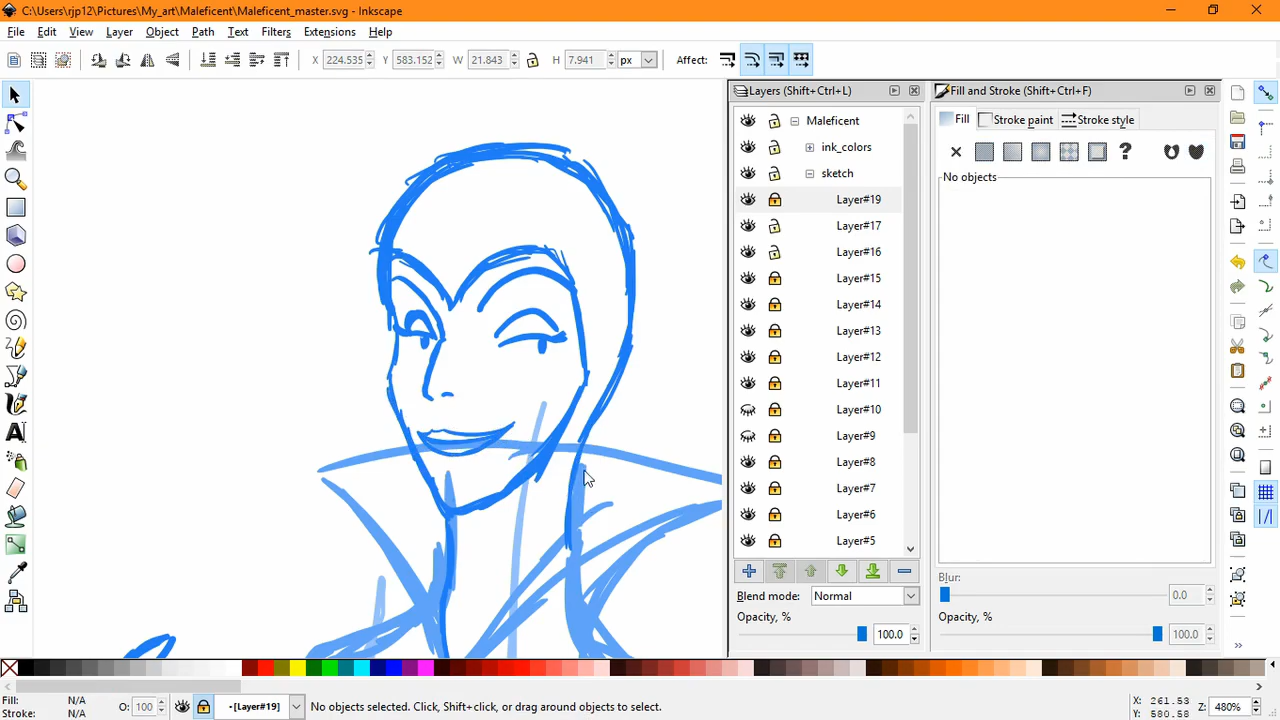 C:\Users\rjp12\Pictures\My_art\Maleficent\Maleficent_master.svg - Inkscape
File Edit View Layer Object Path Text Filters Extensions Help
X 224.535 Y 583.152 W 21.843 H 7.941 px Affect:
Layers (Shift+Ctrl+L)
Maleficent
ink_colors
sketch
Layer#19
Layer#17
Layer#16
Layer#15
Layer#14
Layer#13
Layer#12
Layer#11
Layer#10
Layer#9
Layer#8
Layer#7
Layer#6
Layer#5
Blend mode: Normal
Opacity, %
100.0
Fill and Stroke (Shift+Ctrl+F)
Fill Stroke paint Stroke style
No objects
Blur:
0.0
Opacity, %
100.0
Fill: N/A
Stroke: N/A
O: 100
[Layer#19]
No objects selected. Click, Shift+click, or drag around objects to select.
X: 261.53
Y: 580.58
Z: 480%